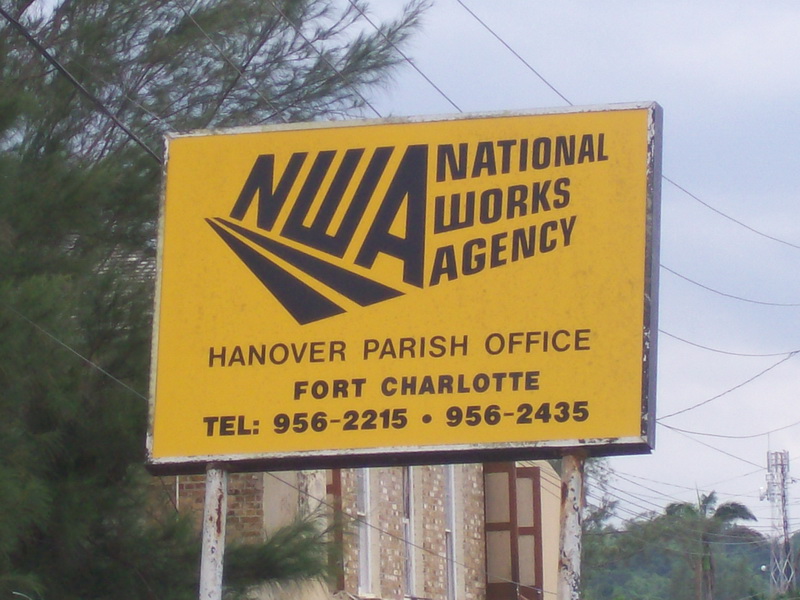 NWA
NATIONAL
WORKS
AGENCY
HANOVER PARISH OFFICE
FORT CHARLOTTE
TEL: 956-2215 • 956-2435